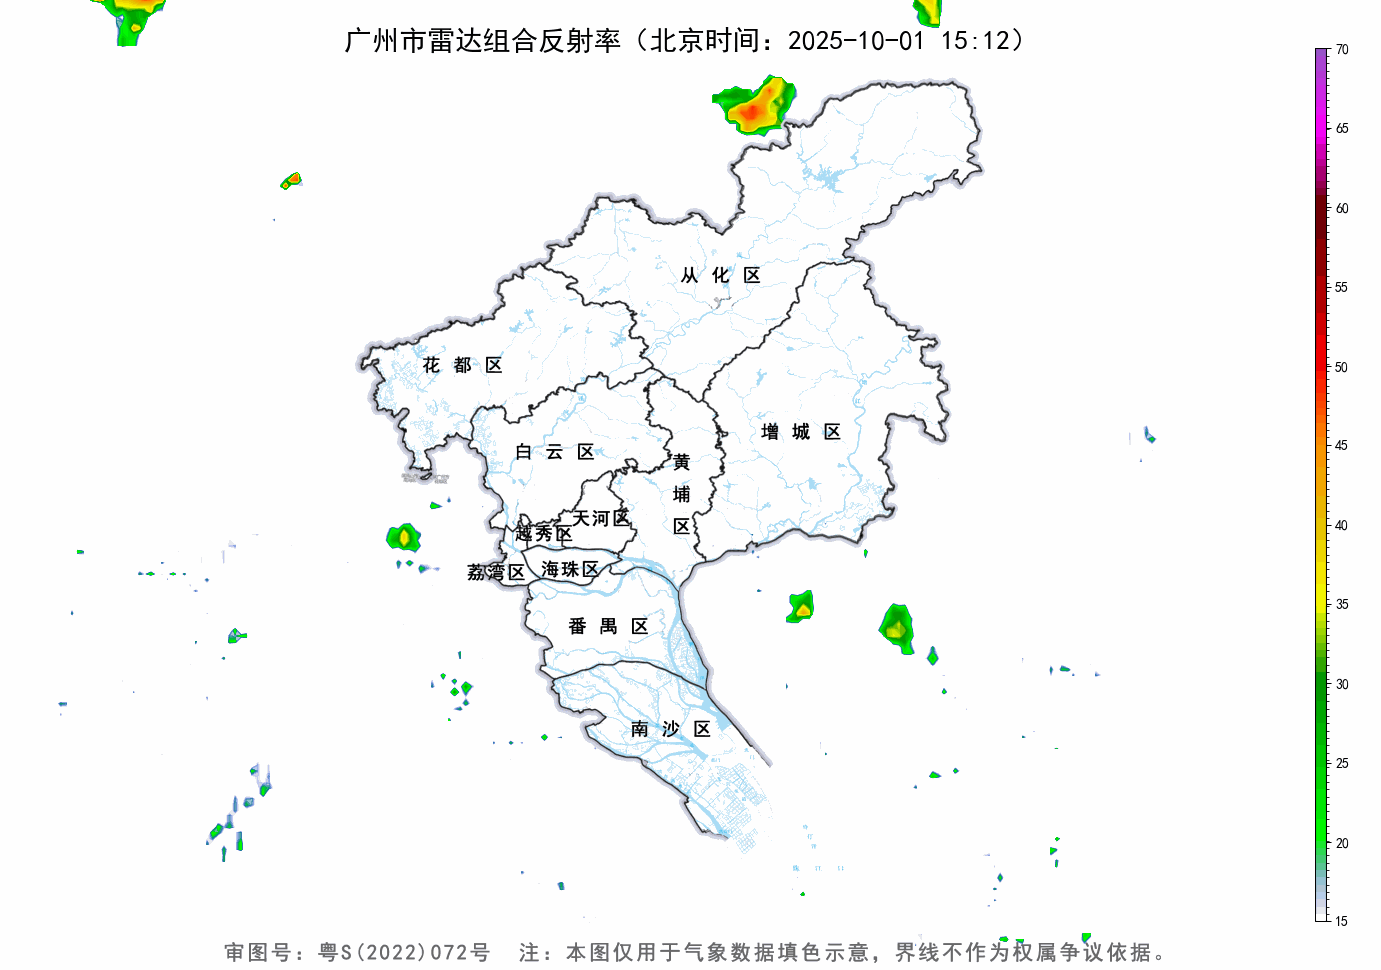 广州市雷达组合反射率（北京时间：2025-10-01 15:12）
70
65
60
55
50
45
40
35
30
25
20
15
从化区
花都区
增城区
白云区
黄埔区
天河区
越秀区
荔湾区
海珠区
番禺区
南沙区
审图号：粤S(2022)072号 注：本图仅用于气象数据填色示意，界线不作为权属争议依据。